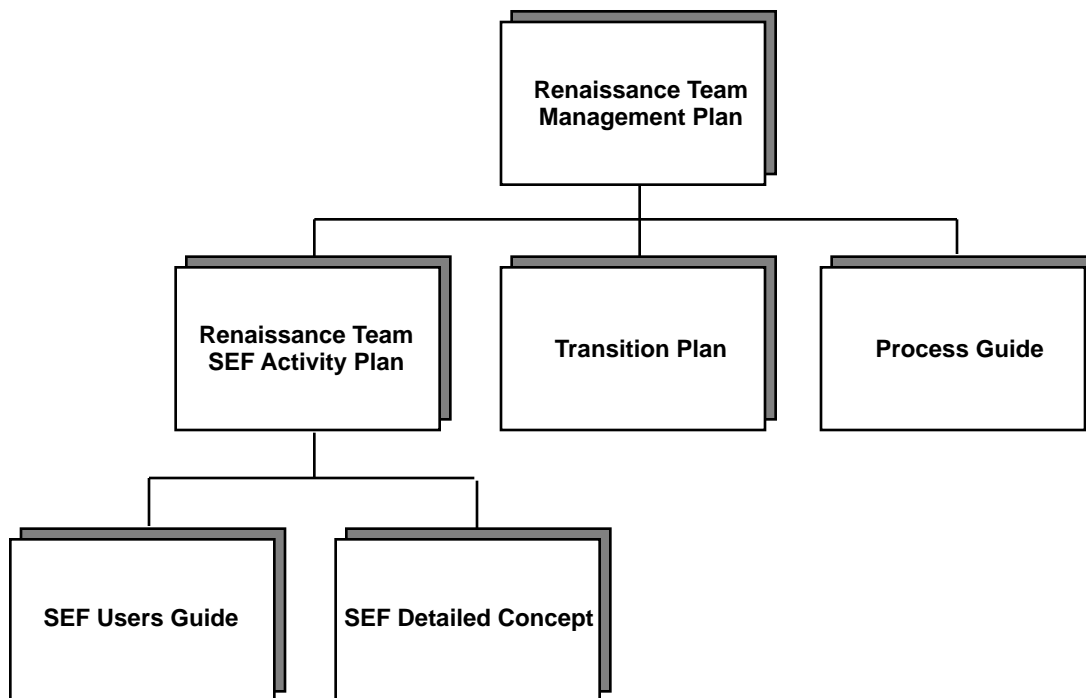 Renaissance Team
Management Plan
Renaissance Team
SEF Activity Plan
Transition Plan
Process Guide
SEF Users Guide
SEF Detailed Concept